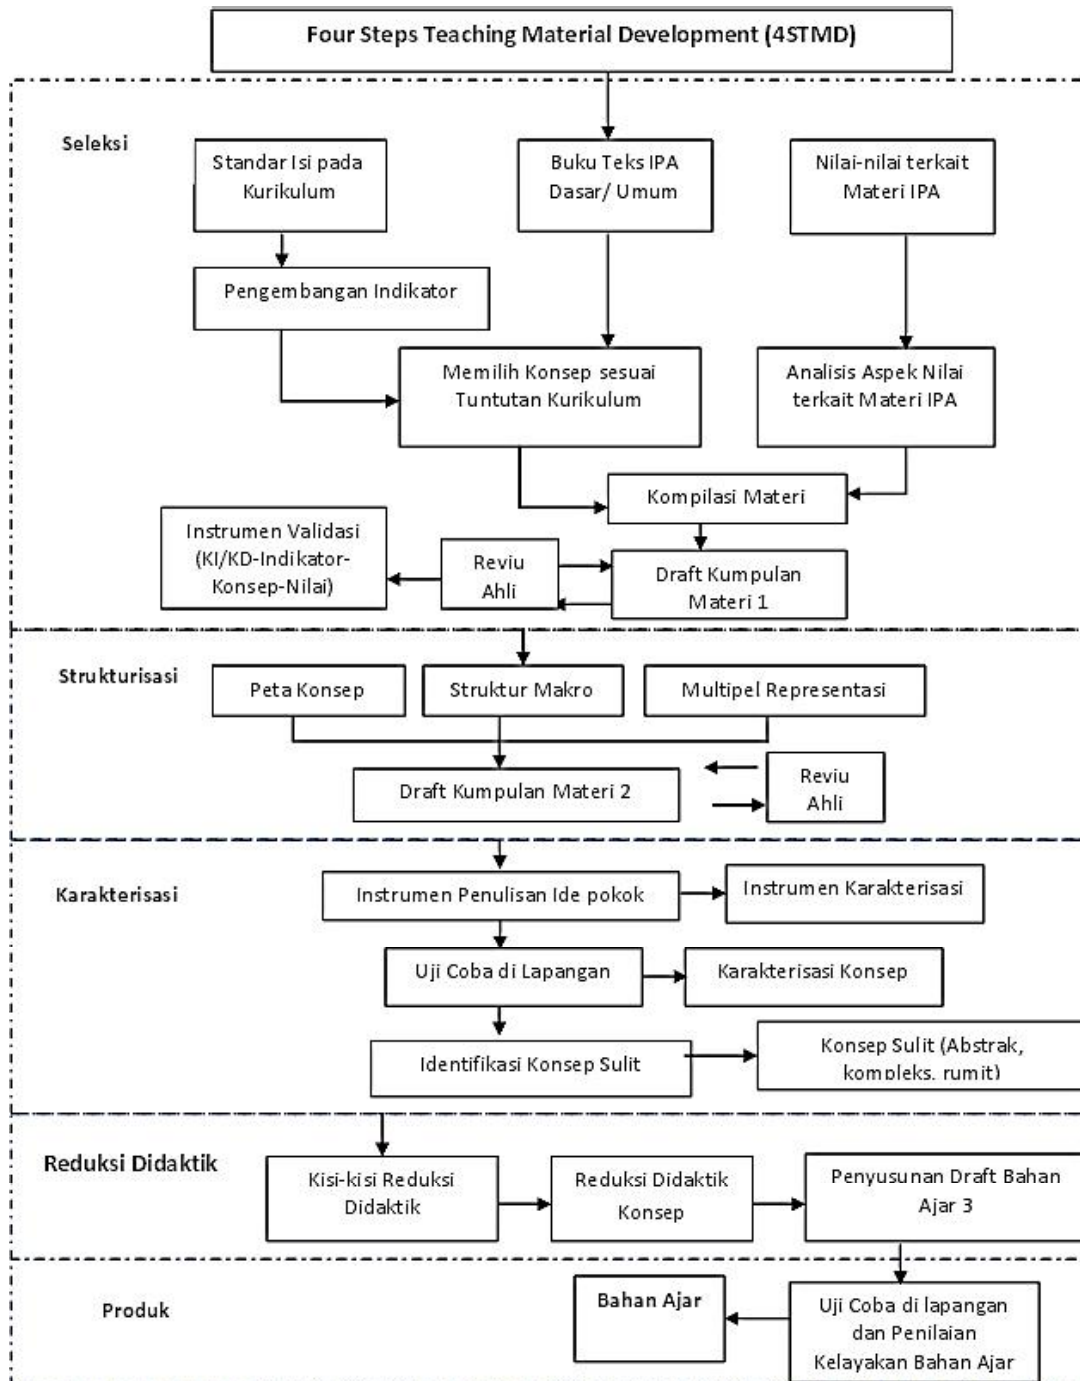 Four Steps Teaching Material Development (4STMD)
Seleksi
Standar Isi pada
Kurikulum
Buku Teks IPA
Dasar/ Umum
Nilai-nilai terkait
Materi IPA
Pengembangan Indikator
Memilih Konsep sesuai
Tuntutan Kurikulum
Analisis Aspek Nilai
terkait Materi IPA
Kompilasi Materi
Instrumen Validasi
(KI/KD-Indikator-
Konsep-Nilai)
Reviu
Ahli
Draft Kumpulan
Materi 1
Strukturisasi
Peta Konsep
Struktur Makro
Multipel Representasi
Draft Kumpulan Materi 2
Reviu
Ahli
Karakterisasi
Instrumen Penulisan Ide pokok
Instrumen Karakterisasi
Uji Coba di Lapangan
Karakterisasi Konsep
Identifikasi Konsep Sulit
Konsep Sulit (Abstrak,
kompleks, rumit)
Reduksi Didaktik
Kisi-kisi Reduksi
Didaktik
Reduksi Didaktik
Konsep
Penyusunan Draft Bahan
Ajar 3
Produk
Bahan Ajar
Uji Coba di lapangan
dan Penilaian
Kelayakan Bahan Ajar